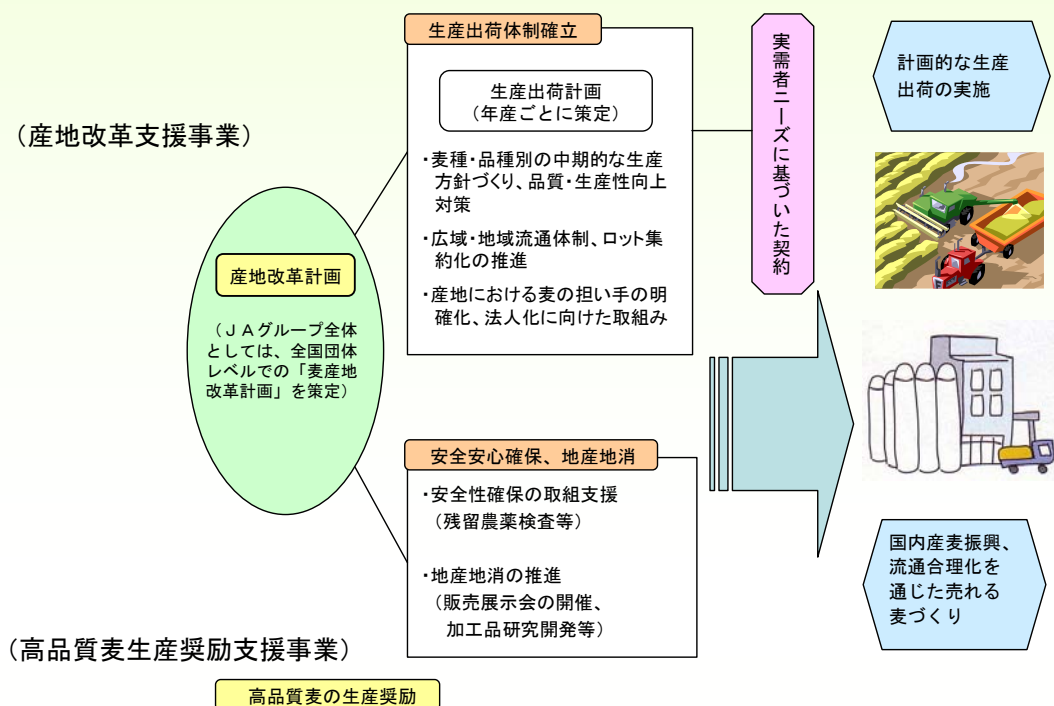 （産地改革支援事業）
産地改革計画
（ＪＡグループ全体
としては、全国団体
レベルでの「麦産地
改革計画」を策定）
生産出荷体制確立
生産出荷計画
（年産ごとに策定）
・麦種・品種別の中期的な生産
方針づくり、品質・生産性向上
対策
・広域・地域流通体制、ロット集
約化の推進
・産地における麦の担い手の明
確化、法人化に向けた取組み
実需者ニーズに基づいた契約
計画的な生産
出荷の実施
安全安心確保、地産地消
・安全性確保の取組支援
（残留農薬検査等）
・地産地消の推進
（販売展示会の開催、
加工品研究開発等）
国内産麦振興、
流通合理化を
通じた売れる
麦づくり
（高品質麦生産奨励支援事業）
高品質麦の生産奨励